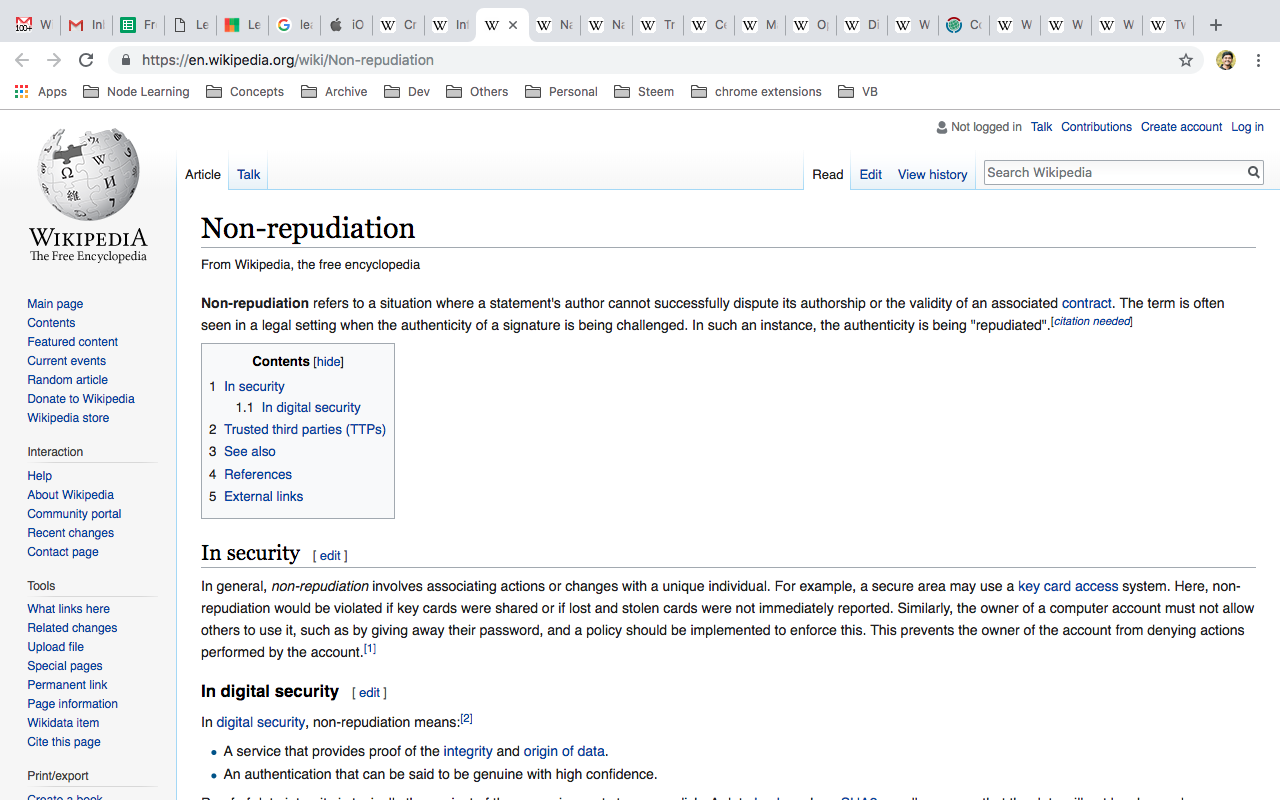 W
In
Fr
Le
Le
lea
iO
Cr
Int
Na
Na
Tr
Ce
M
Op
Di
W
Co
W
W
W
Tw
https://en.wikipedia.org/wiki/Non-repudiation
Apps Node Learning Concepts Archive Dev Others Personal Steem chrome extensions VB
Not logged in Talk Contributions Create account Log in
Article Talk Read Edit View history Search Wikipedia
WIKIPEDIA
The Free Encyclopedia
Main page
Contents
Featured content
Current events
Random article
Donate to Wikipedia
Wikipedia store
Interaction
Help
About Wikipedia
Community portal
Recent changes
Contact page
Tools
What links here
Related changes
Upload file
Special pages
Permanent link
Page information
Wikidata item
Cite this page
Print/export
Create a book
Non-repudiation
From Wikipedia, the free encyclopedia
Non-repudiation refers to a situation where a statement's author cannot successfully dispute its authorship or the validity of an associated contract. The term is often
seen in a legal setting when the authenticity of a signature is being challenged. In such an instance, the authenticity is being "repudiated".[citation needed]
Contents [hide]
1 In security
1.1 In digital security
2 Trusted third parties (TTPs)
3 See also
4 References
5 External links
In security [ edit ]
In general, non-repudiation involves associating actions or changes with a unique individual. For example, a secure area may use a key card access system. Here, non-
repudiation would be violated if key cards were shared or if lost and stolen cards were not immediately reported. Similarly, the owner of a computer account must not allow
others to use it, such as by giving away their password, and a policy should be implemented to enforce this. This prevents the owner of the account from denying actions
performed by the account.[1]
In digital security [ edit ]
In digital security, non-repudiation means:[2]
• A service that provides proof of the integrity and origin of data.
• An authentication that can be said to be genuine with high confidence.